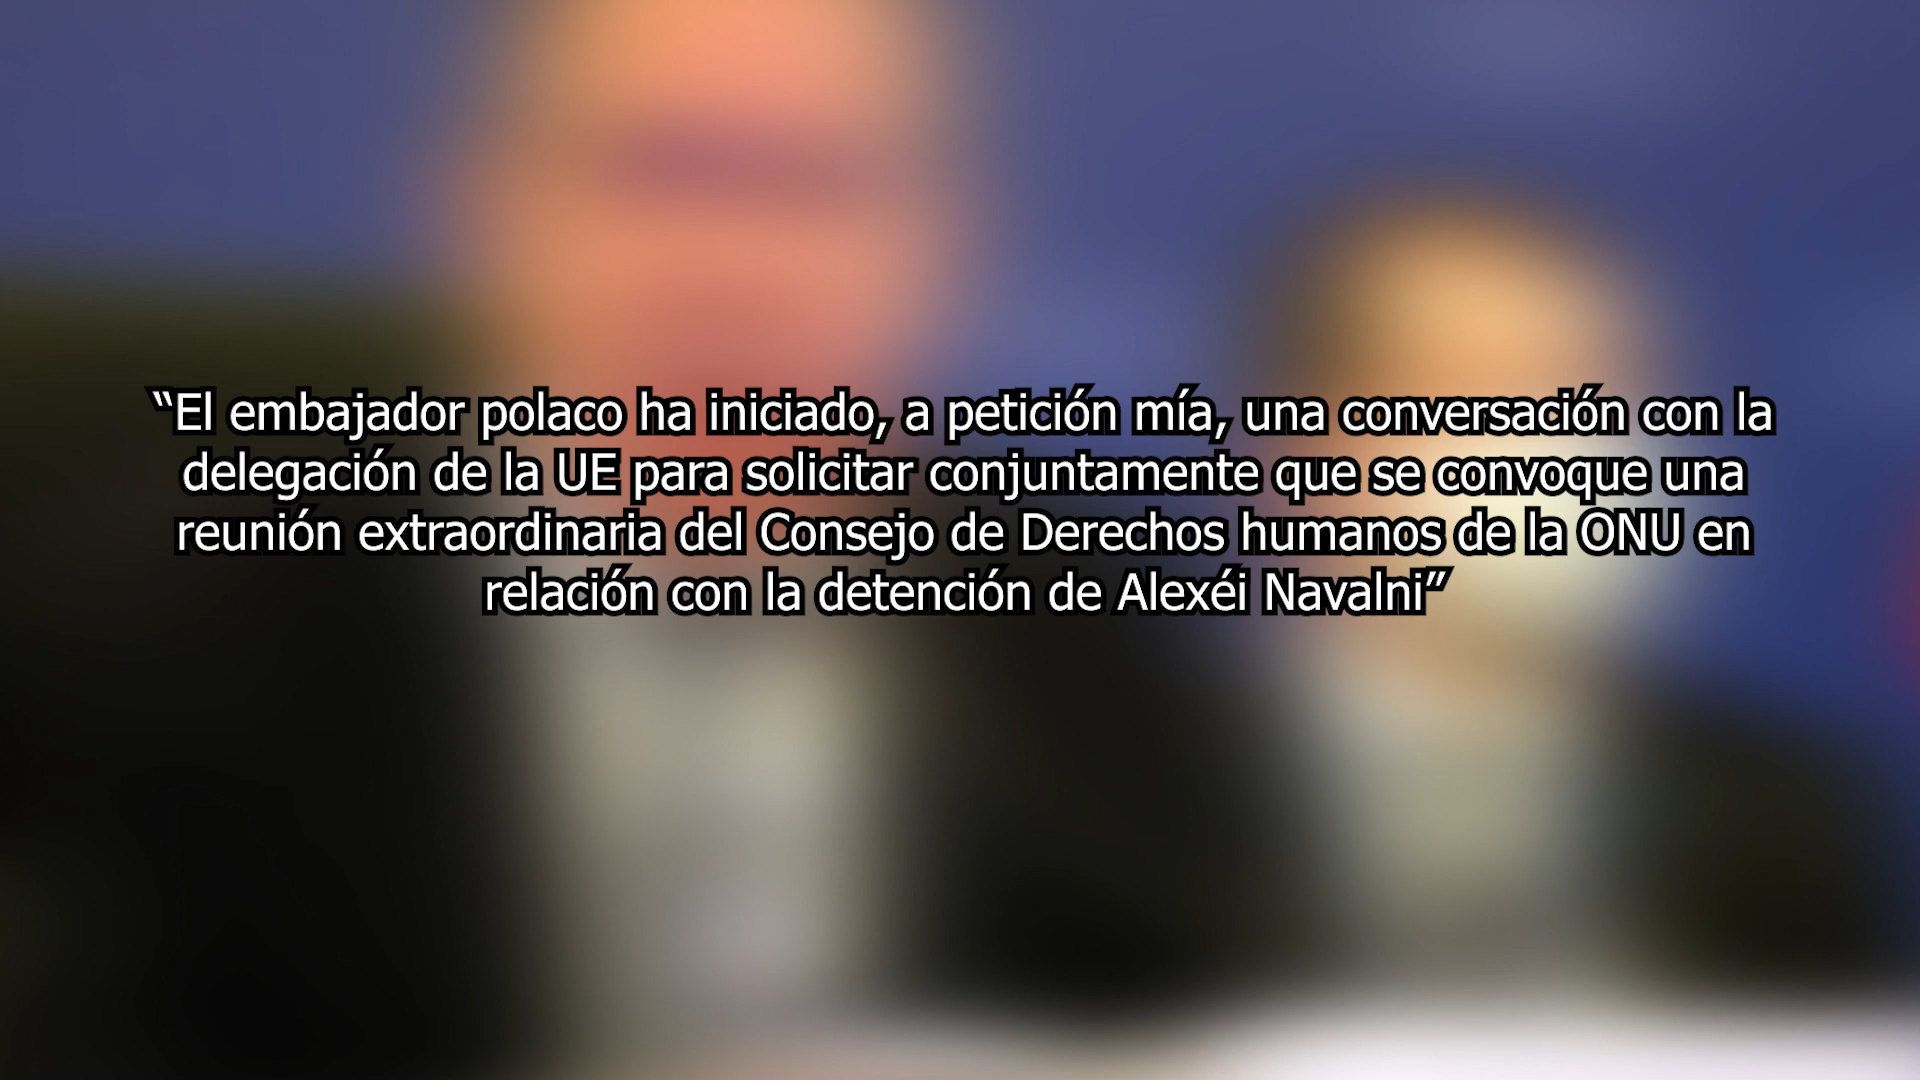 “El embajador polaco ha iniciado, a petición mía, una conversación con la
delegación de la UE para solicitar conjuntamente que se convoque una
reunión extraordinaria del Consejo de Derechos humanos de la ONU en
relación con la detención de Alexéi Navalni”